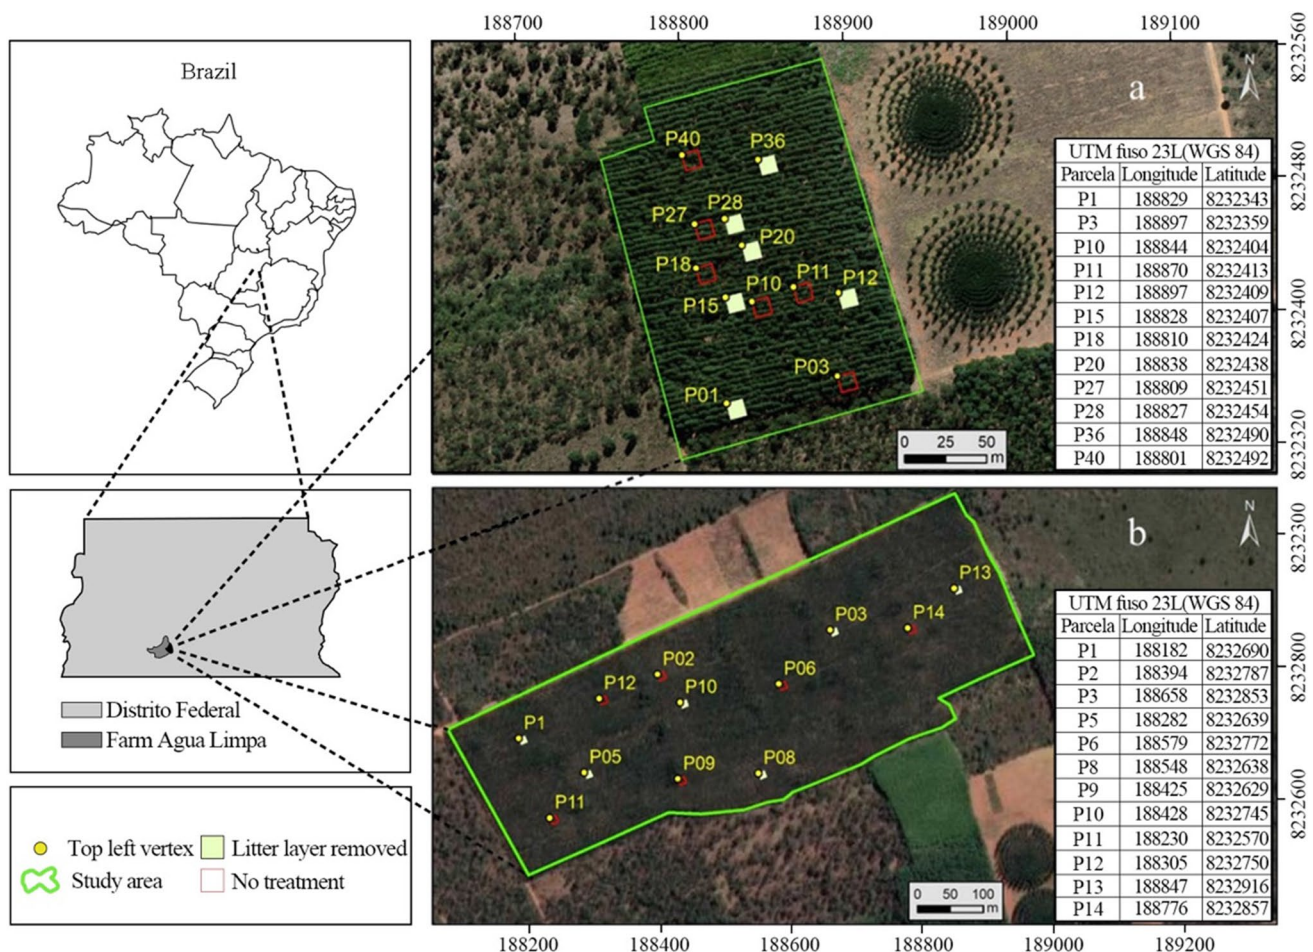 188700 188800 188900 189000 189100
Brazil
a
N
8232560
8232480
8232400
8232320
P40
P36
P27
P28
P20
P18
P15
P10
P11
P12
P03
P01
0 25 50
m
UTM fuso 23L(WGS 84)
Parcela Longitude Latitude
P1 188829 8232343
P3 188897 8232359
P10 188844 8232404
P11 188870 8232413
P12 188897 8232409
P15 188828 8232407
P18 188810 8232424
P20 188838 8232438
P27 188809 8232451
P28 188827 8232454
P36 188848 8232490
P40 188801 8232492
Distrito Federal
Farm Agua Limpa
Top left vertex
Litter layer removed
Study area
No treatment
b
N
8233000
8232800
8232600
P13
P03
P14
P02
P12
P10
P06
P1
P05
P09
P08
P11
0 50 100
m
UTM fuso 23L(WGS 84)
Parcela Longitude Latitude
P1 188182 8232690
P2 188394 8232787
P3 188658 8232853
P5 188282 8232639
P6 188579 8232772
P8 188548 8232638
P9 188425 8232629
P10 188428 8232745
P11 188230 8232570
P12 188305 8232750
P13 188847 8232916
P14 188776 8232857
188200 188400 188600 188800 189000 189200